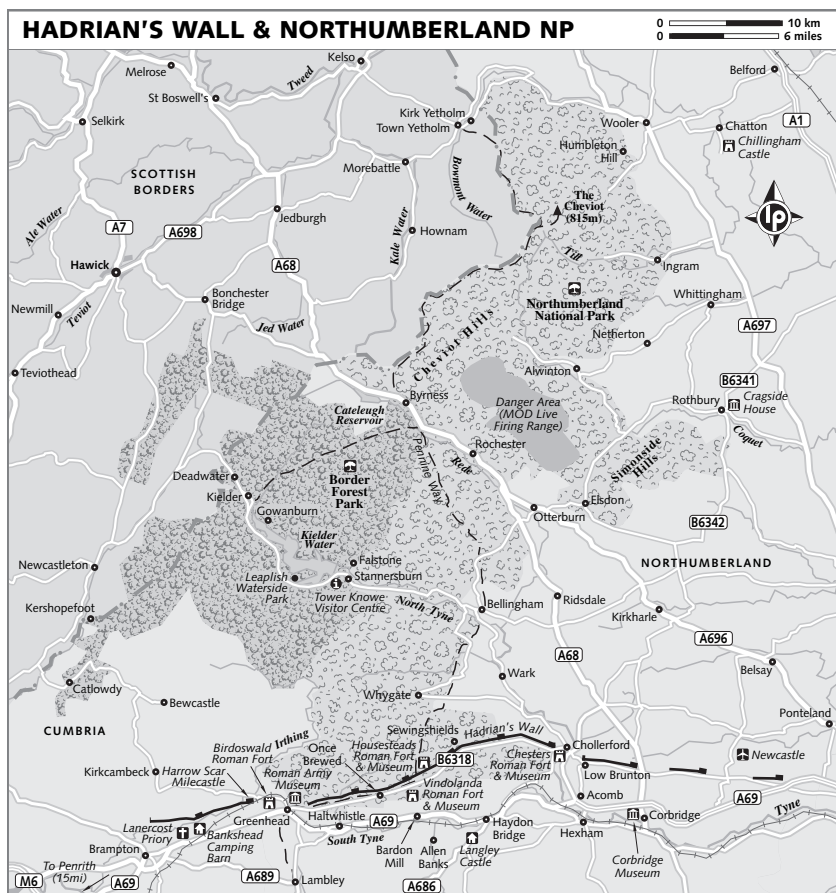 HADRIAN'S WALL & NORTHUMBERLAND NP
0 10 km
0 6 miles
Kelso
Melrose
Tweed
Belford
St Boswell's
Kirk Yetholm
Town Yetholm
Selkirk
Wooler
Chatton
A1
Humbleton
Hill
Chillingham
Castle
SCOTTISH
BORDERS
Morebattle
Bowmont Water
The
Cheviot
(815m)
lp
Ale Water
Jedburgh
Kale Water
Hownam
A7
A698
Hawick
A68
Till
Ingram
Bonchester
Bridge
Northumberland
National Park
Whittingham
Newmill
Teviot
Jed Water
Cheviot Hills
A697
Netherton
Teviothead
Alwinton
B6341
Byrness
Danger Area
(MOD Live
Firing Range)
Rothbury
Cragside
House
Cateleugh
Reservoir
Coquet
Rochester
Simonside
Hills
Pennine Way
Rede
Deadwater
Kielder
Border
Forest
Park
Elsdon
Gowanburn
Otterburn
B6342
Kielder
Water
Falstone
NORTHUMBERLAND
Newcastleton
Leaplish
Waterside
Park
Stannersburn
Tower Knowe
Visitor Centre
North Tyne
Bellingham
Ridsdale
Kershopefoot
Kirkharle
A696
A68
Belsay
Wark
Catlowdy
Whygate
Bewcastle
Ponteland
CUMBRIA
Sewingshields
Hadrian's Wall
Irthing
Birdoswald
Roman Fort
Once
Brewed
Housesteads
Roman Fort
& Museum
B6318
Chesters
Roman Fort
& Museum
Chollerford
Newcastle
Kirkcambeck
Harrow Scar
Milecastle
Roman Army
Museum
Vindolanda
Roman Fort
& Museum
Low Brunton
Acomb
A69
Tyne
Greenhead
Haltwhistle
A69
Lanercost
Priory
Bankshead
Camping
Barn
South Tyne
Bardon
Mill
Allen
Banks
Haydon
Bridge
Langley
Castle
Hexham
Corbridge
Corbridge
Museum
Brampton
To Penrith
(15mi)
M6
A69
A689
Lambley
A686